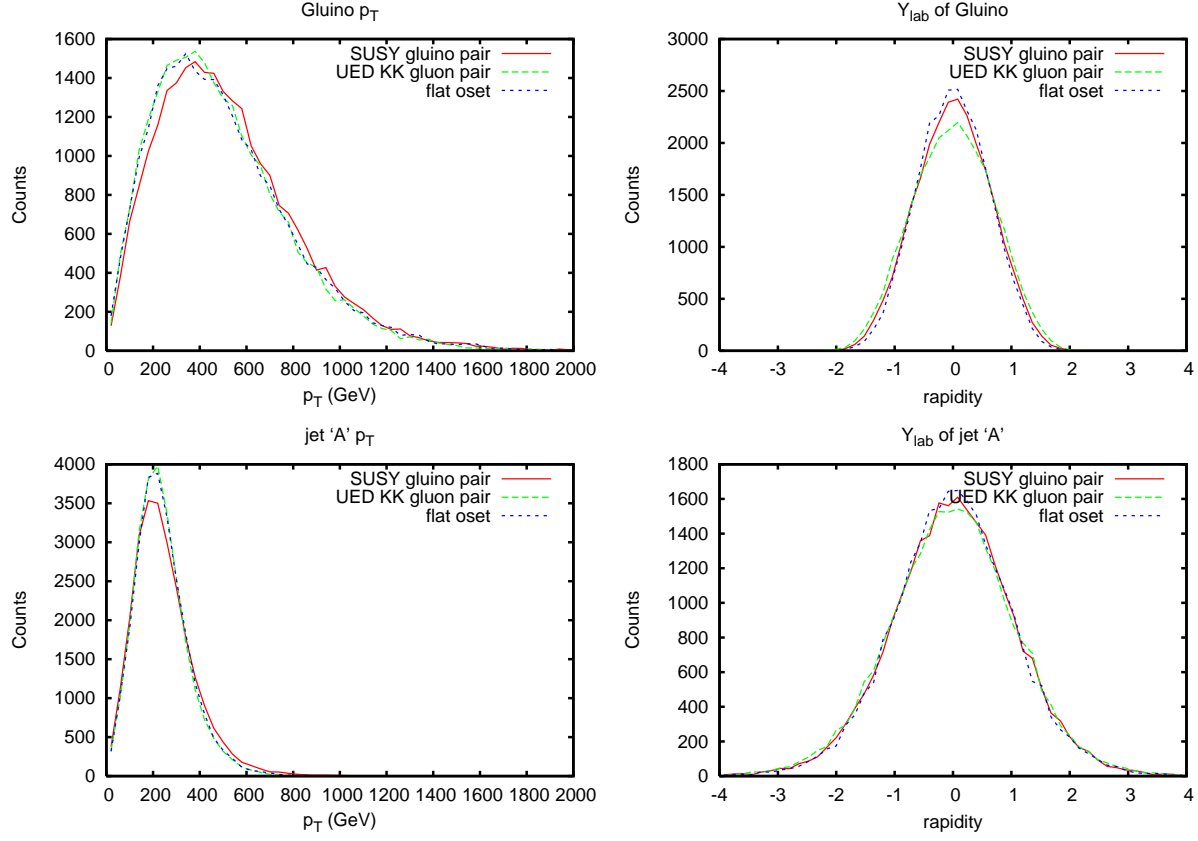 Gluino p_T
1600
1400
1200
1000
800
600
400
200
0
Counts
0 200 400 600 800 1000 1200 1400 1600 1800 2000
p_T (GeV)
SUSY gluino pair
UED KK gluon pair
flat oset
Y_lab of Gluino
3000
2500
2000
1500
1000
500
0
Counts
-4 -3 -2 -1 0 1 2 3 4
rapidity
SUSY gluino pair
UED KK gluon pair
flat oset
jet ‘A’ p_T
4000
3500
3000
2500
2000
1500
1000
500
0
Counts
0 200 400 600 800 1000 1200 1400 1600 1800 2000
p_T (GeV)
SUSY gluino pair
UED KK gluon pair
flat oset
Y_lab of jet ‘A’
1800
1600
1400
1200
1000
800
600
400
200
0
Counts
-4 -3 -2 -1 0 1 2 3 4
rapidity
SUSY gluino pair
UED KK gluon pair
flat oset